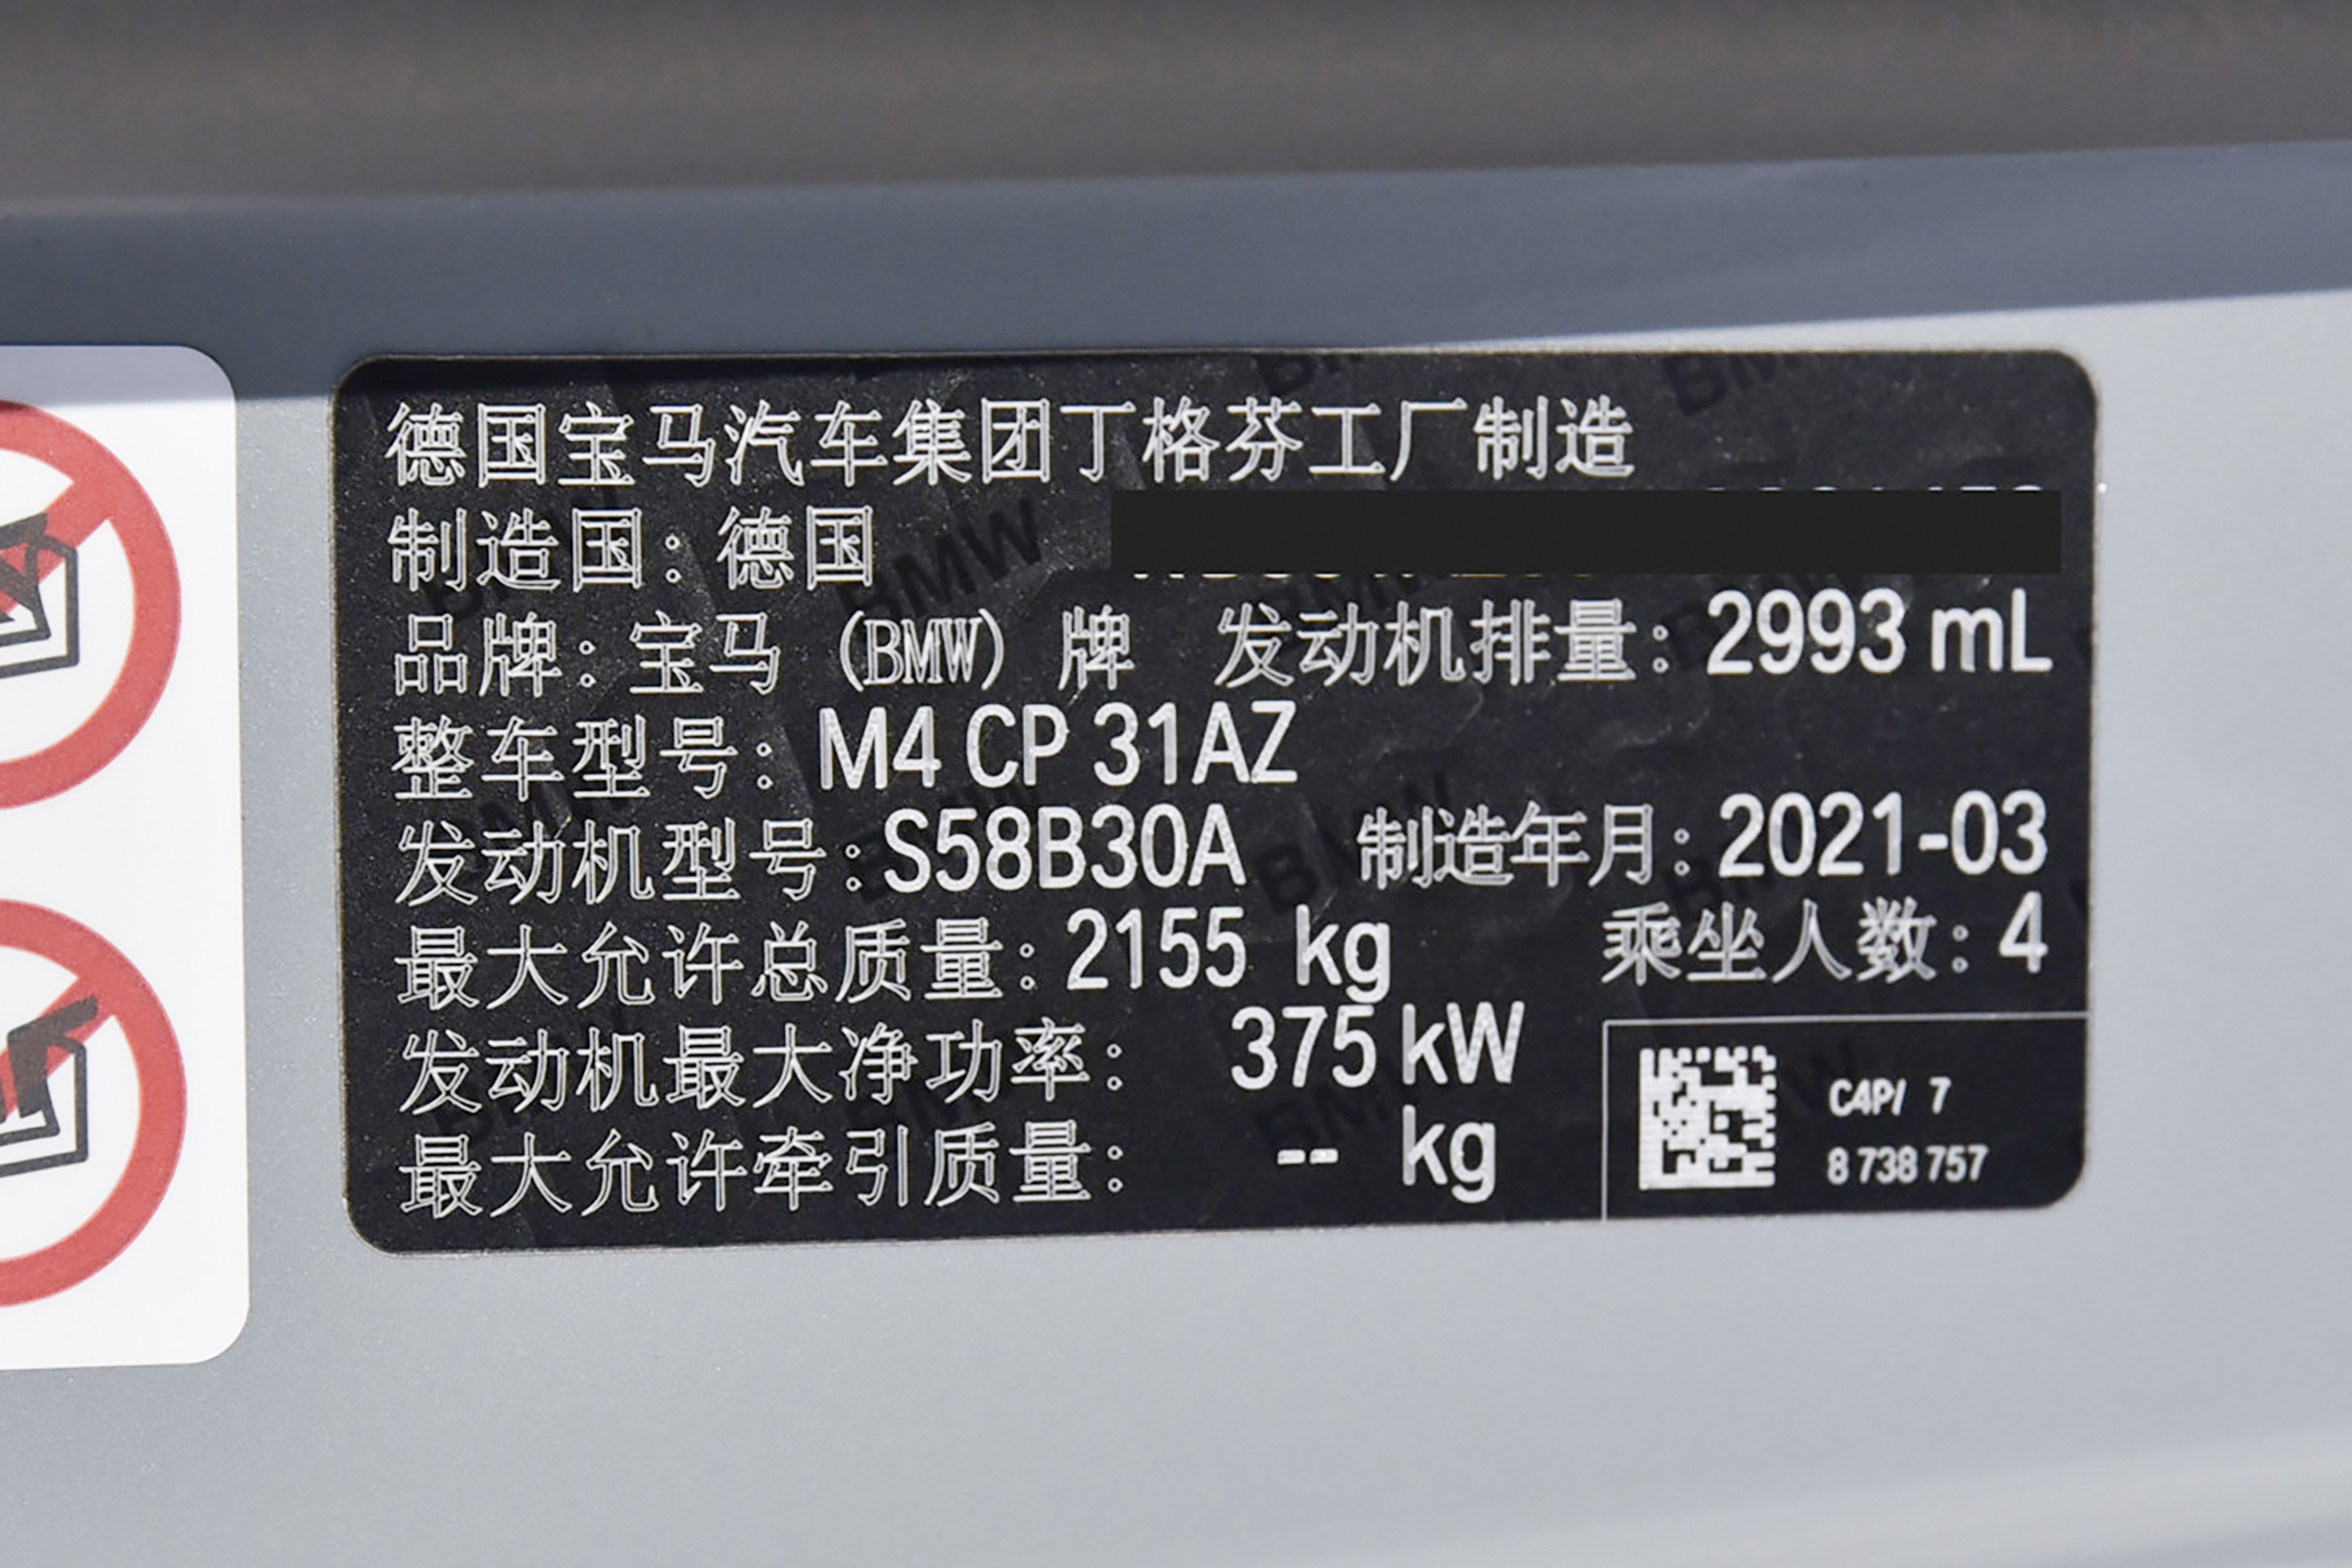 德国宝马汽车集团丁格芬工厂制造
制造国：德国
品牌：宝马（BMW）牌 发动机排量：2993 mL
整车型号：M4 CP 31AZ
发动机型号：S58B30A 制造年月：2021-03
最大允许总质量：2155 kg 乘坐人数：4
发动机最大净功率： 375 kW
最大允许牵引质量： -- kg
C4P/ 7
8 738 757